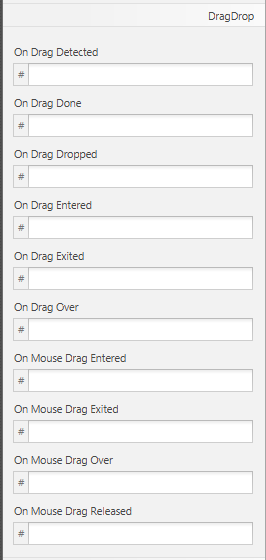 DragDrop
On Drag Detected
#
On Drag Done
#
On Drag Dropped
#
On Drag Entered
#
On Drag Exited
#
On Drag Over
#
On Mouse Drag Entered
#
On Mouse Drag Exited
#
On Mouse Drag Over
#
On Mouse Drag Released
#